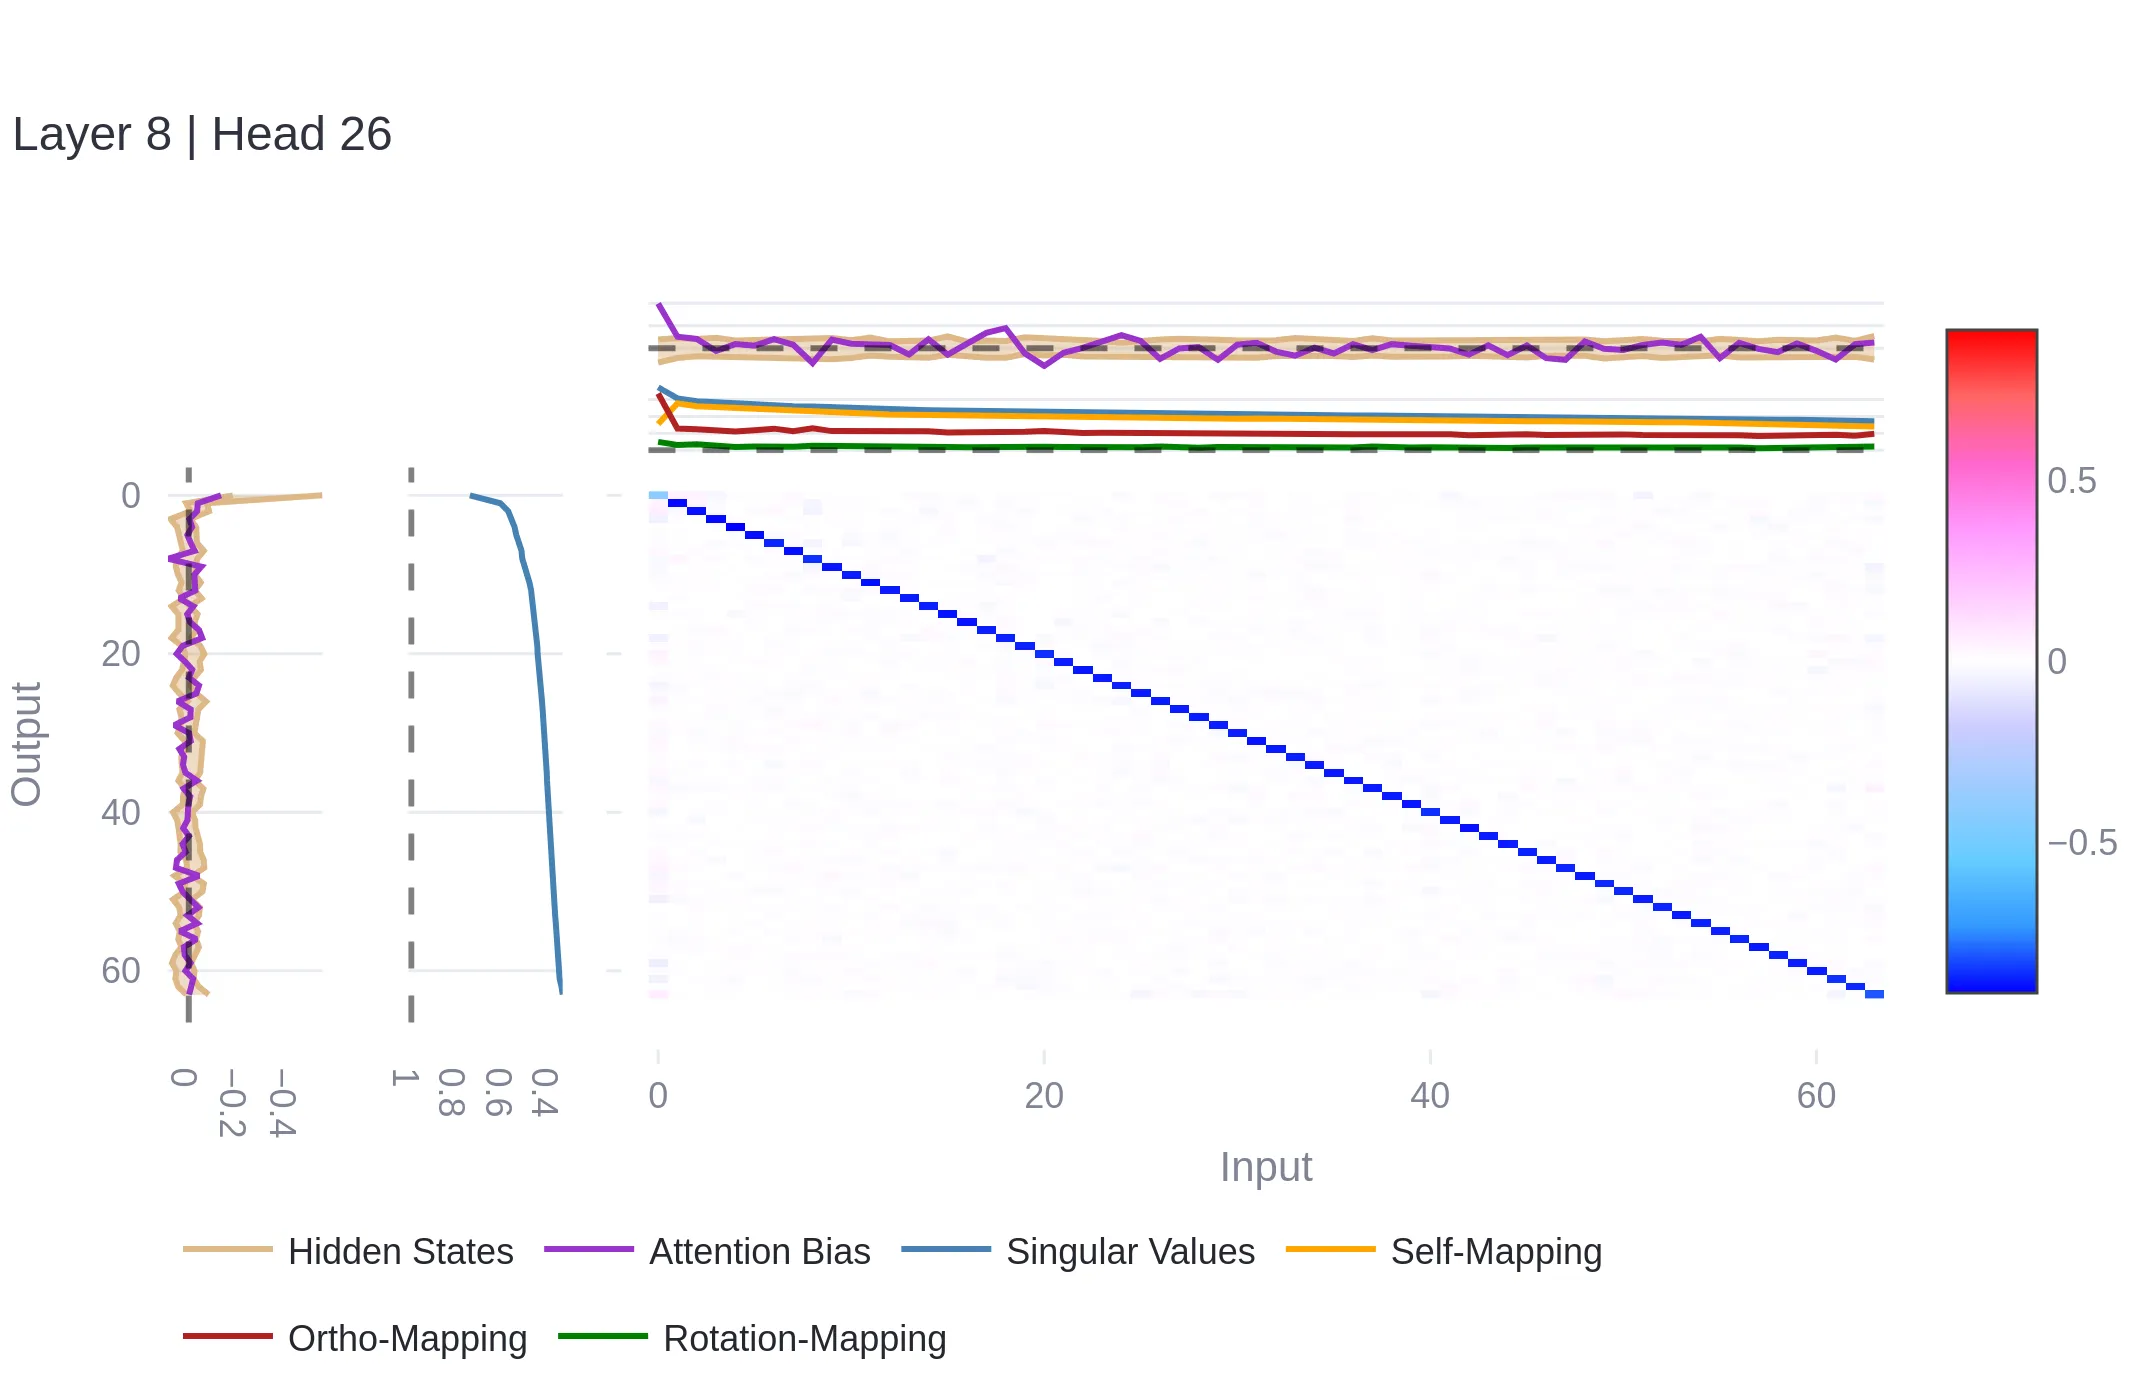 Layer 8 | Head 26
0
20
40
60
Output
0
−0.2
−0.4
1
0.8
0.6
0.4
0
20
40
60
Input
0.5
0
−0.5
Hidden States
Attention Bias
Singular Values
Self-Mapping
Ortho-Mapping
Rotation-Mapping